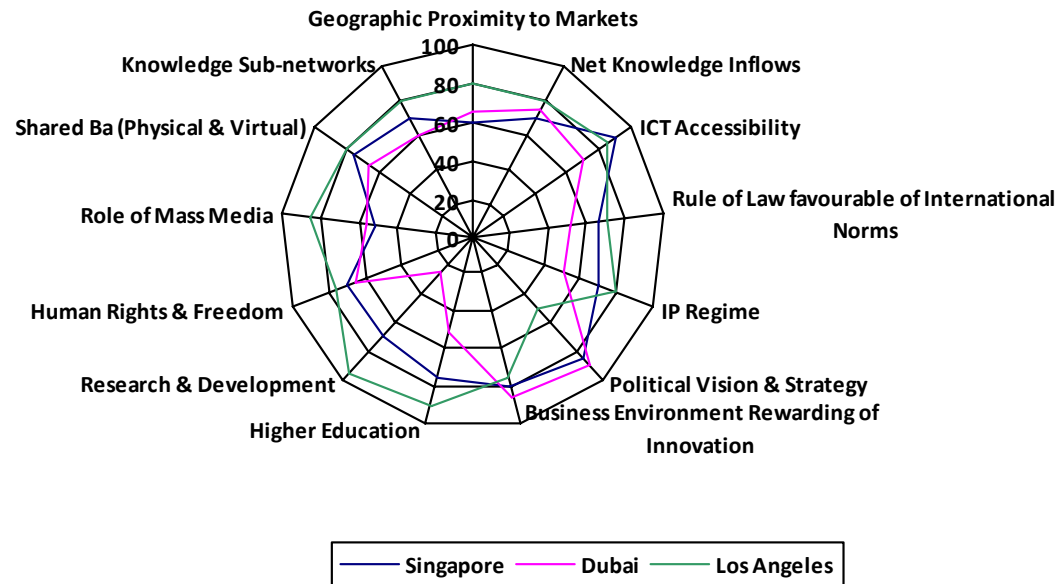 Geographic Proximity to Markets
100
80
60
40
20
0
Net Knowledge Inflows
ICT Accessibility
Rule of Law favourable of International
Norms
IP Regime
Political Vision & Strategy
Business Environment Rewarding of
Innovation
Higher Education
Research & Development
Human Rights & Freedom
Role of Mass Media
Shared Ba (Physical & Virtual)
Knowledge Sub-networks
Singapore Dubai Los Angeles